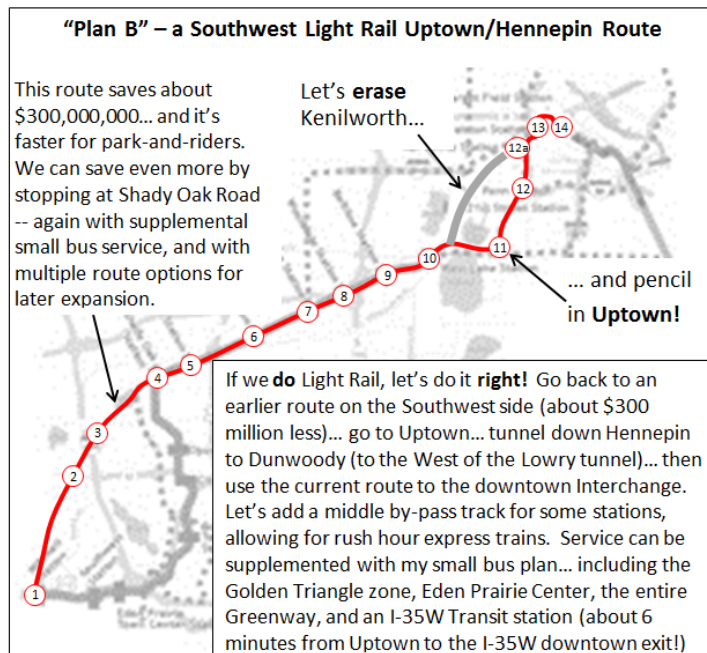 “Plan B” – a Southwest Light Rail Uptown/Hennepin Route
This route saves about
$300,000,000... and it’s
faster for park-and-riders.
We can save even more by
stopping at Shady Oak Road
-- again with supplemental
small bus service, and with
multiple route options for
later expansion.
Let’s erase
Kenilworth...
13
14
12a
12
11
10
9
8
7
6
5
4
3
2
1
... and pencil
in Uptown!
If we do Light Rail, let’s do it right! Go back to an
earlier route on the Southwest side (about $300
million less)... go to Uptown... tunnel down Hennepin
to Dunwoody (to the West of the Lowry tunnel)... then
use the current route to the downtown Interchange.
Let’s add a middle by-pass track for some stations,
allowing for rush hour express trains. Service can be
supplemented with my small bus plan... including the
Golden Triangle zone, Eden Prairie Center, the entire
Greenway, and an I-35W Transit station (about 6
minutes from Uptown to the I-35W downtown exit!)